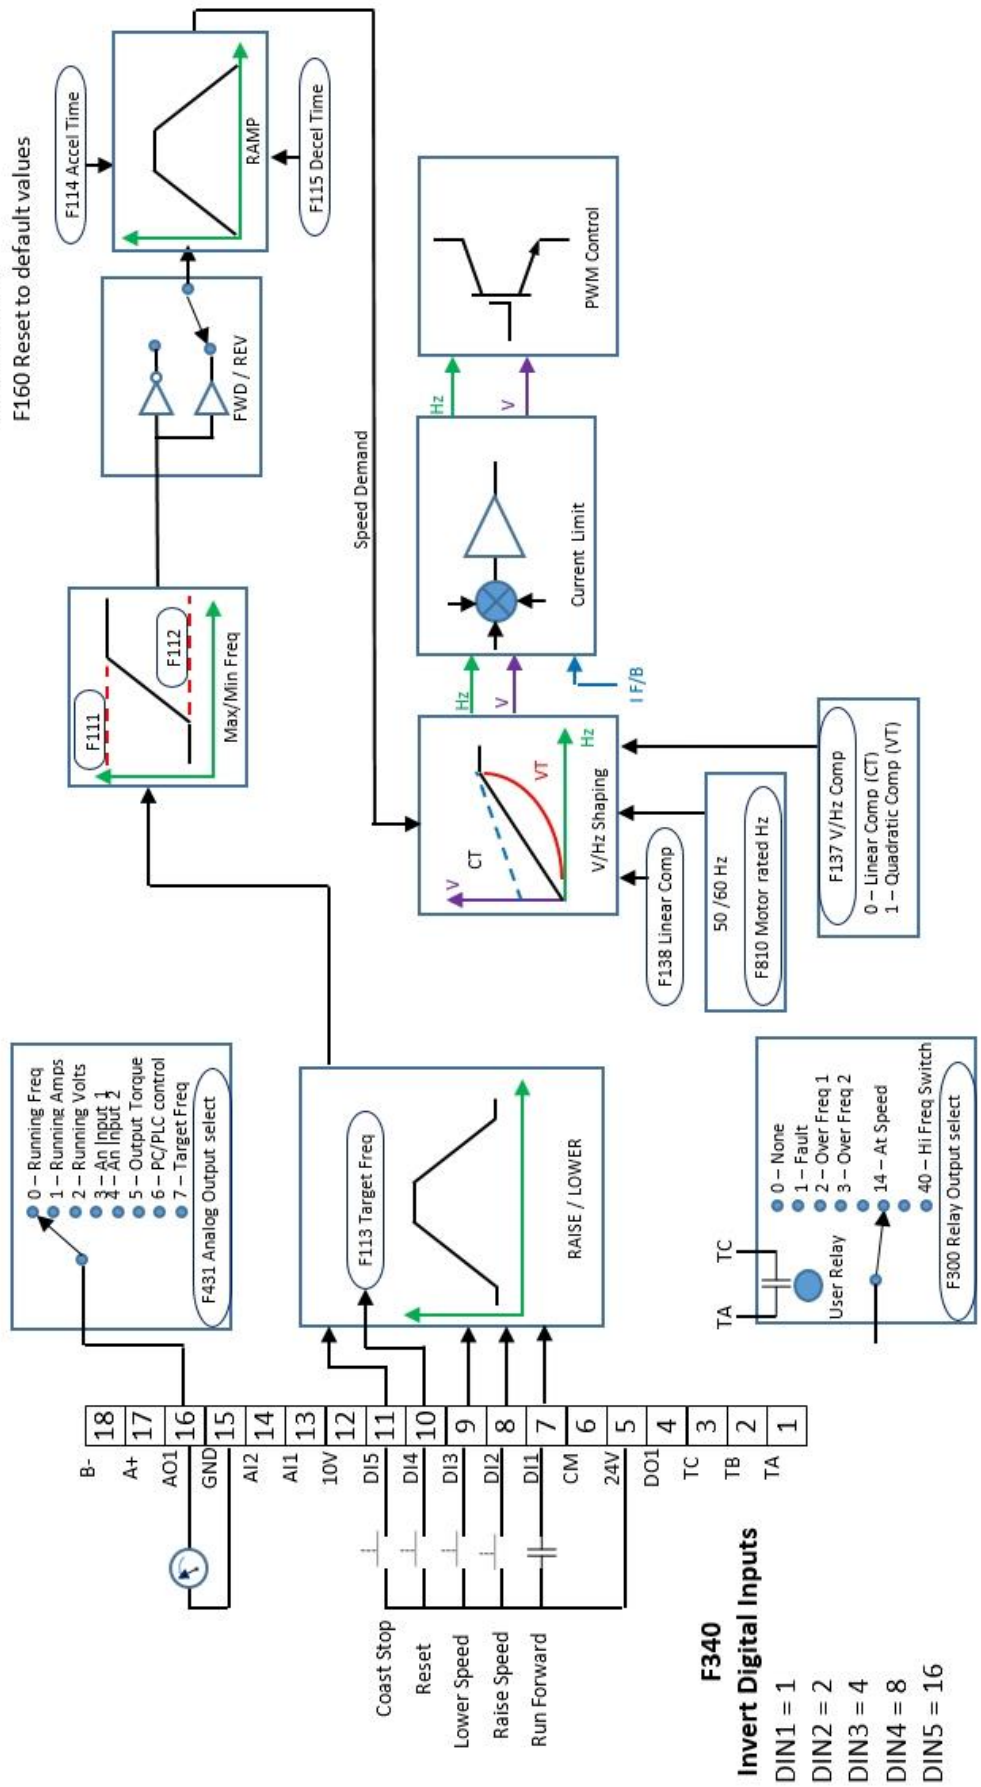 F160 Reset to default values
F114 Accel Time
RAMP
F115 Decel Time
FWD / REV
F111
F112
Max/Min Freq
Speed Demand
PWM Control
Hz
V
Current Limit
Hz
V
I F/B
V
CT
VT
Hz
V/Hz Shaping
F138 Linear Comp
50 /60 Hz
F810 Motor rated Hz
F137 V/Hz Comp
0 – Linear Comp (CT)
1 – Quadratic Comp (VT)
0 – Running Freq
1 – Running Amps
2 – Running Volts
3 – An Input 1
4 – An Input 2
5 – Output Torque
6 – PC/PLC control
7 – Target Freq
F431 Analog Output select
F113 Target Freq
RAISE / LOWER
TA
TC
User Relay
0 – None
1 – Fault
2 – Over Freq 1
3 – Over Freq 2
14 – At Speed
40 – Hi Freq Switch
F300 Relay Output select
B- 18
A+ 17
AO1 16
GND 15
AI2 14
AI1 13
10V 12
DI5 11
DI4 10
DI3 9
DI2 8
DI1 7
CM 6
24V 5
DO1 4
TC 3
TB 2
TA 1
Coast Stop
Reset
Lower Speed
Raise Speed
Run Forward
F340
Invert Digital Inputs
DIN1 = 1
DIN2 = 2
DIN3 = 4
DIN4 = 8
DIN5 = 16